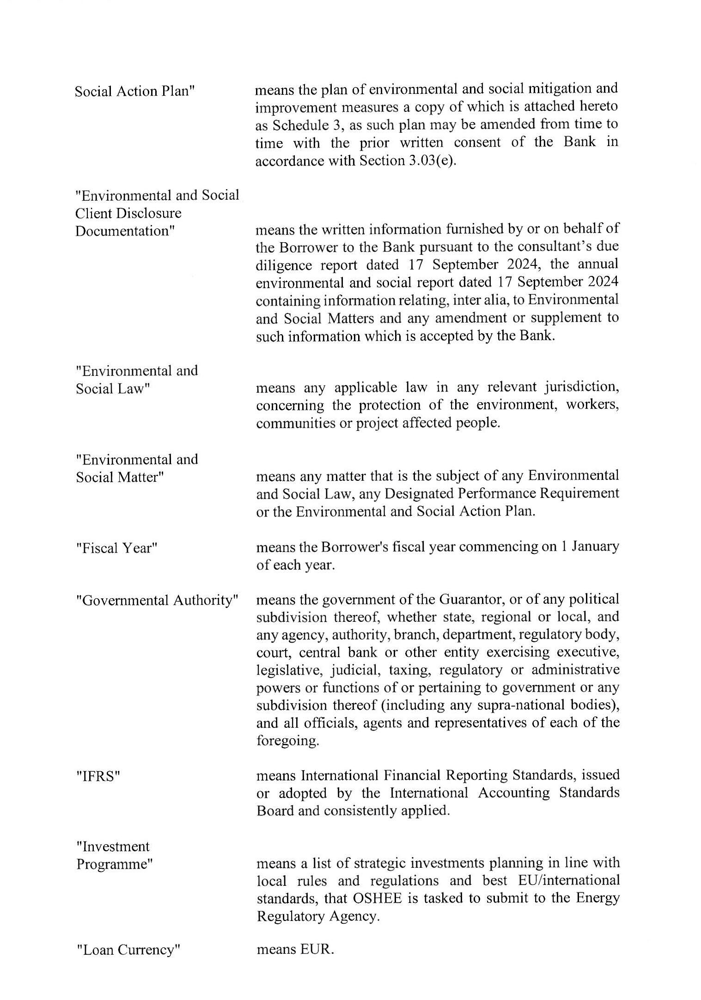 Social Action Plan" means the plan of environmental and social mitigation and
improvement measures a copy of which is attached hereto
as Schedule 3, as such plan may be amended from time to
time with the prior written consent of the Bank in
accordance with Section 3.03(e).
"Environmental and Social
Client Disclosure
Documentation" means the written information furnished by or on behalf of
the Borrower to the Bank pursuant to the consultant's due
diligence report dated 17 September 2024, the annual
environmental and social report dated 17 September 2024
containing information relating, inter alia, to Environmental
and Social Matters and any amendment or supplement to
such information which is accepted by the Bank.
"Environmental and
Social Law" means any applicable law in any relevant jurisdiction,
concerning the protection of the environment, workers,
communities or project affected people.
"Environmental and
Social Matter" means any matter that is the subject of any Environmental
and Social Law, any Designated Performance Requirement
or the Environmental and Social Action Plan.
"Fiscal Year" means the Borrower's fiscal year commencing on 1 January
of each year.
"Governmental Authority" means the government of the Guarantor, or of any political
subdivision thereof, whether state, regional or local, and
any agency, authority, branch, department, regulatory body,
court, central bank or other entity exercising executive,
legislative, judicial, taxing, regulatory or administrative
powers or functions of or pertaining to government or any
subdivision thereof (including any supra-national bodies),
and all officials, agents and representatives of each of the
foregoing.
"IFRS" means International Financial Reporting Standards, issued
or adopted by the International Accounting Standards
Board and consistently applied.
"Investment
Programme" means a list of strategic investments planning in line with
local rules and regulations and best EU/international
standards, that OSHEE is tasked to submit to the Energy
Regulatory Agency.
"Loan Currency" means EUR.